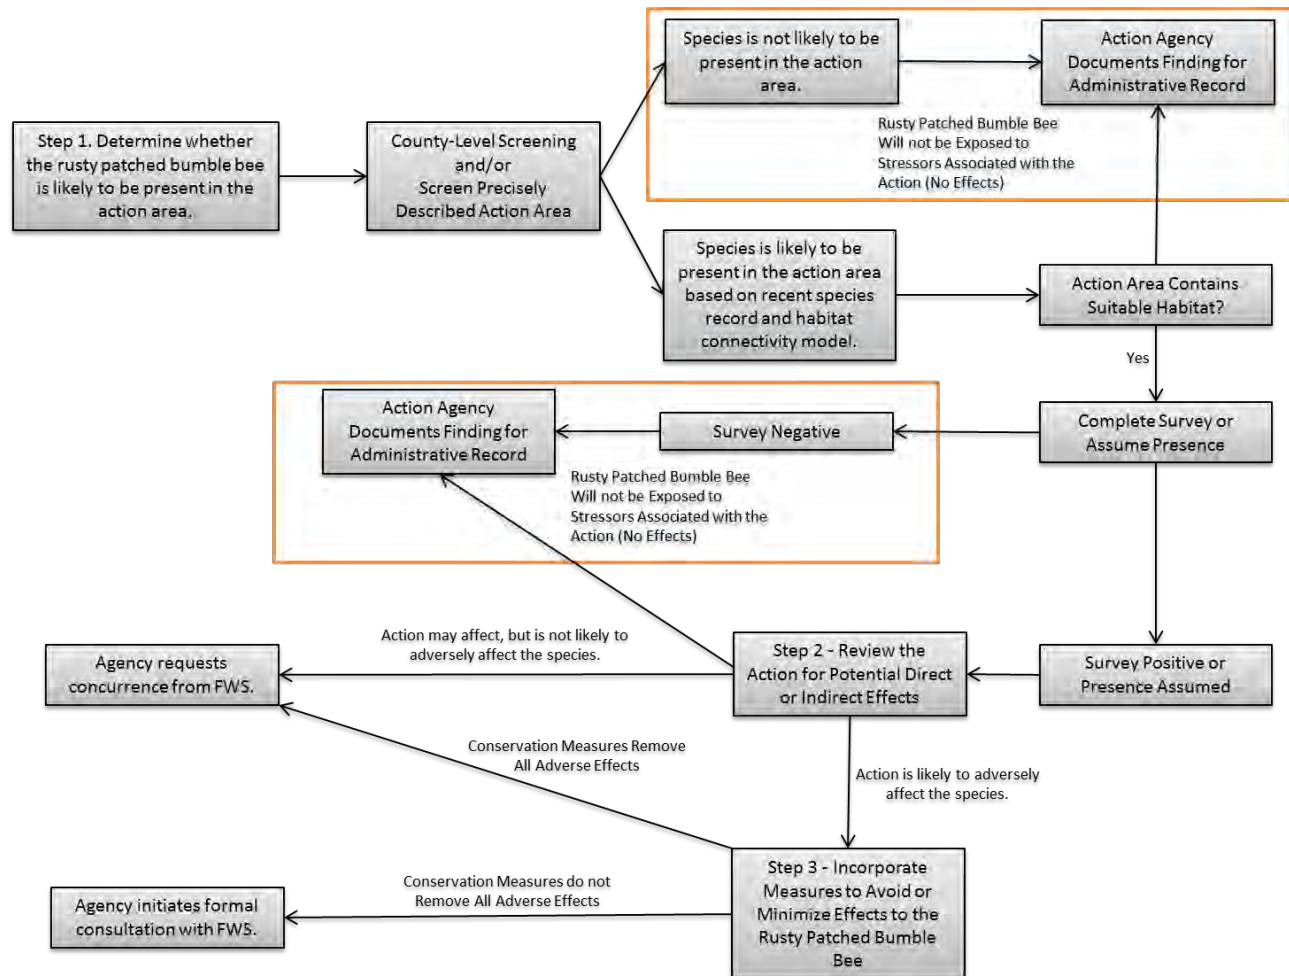 Step 1. Determine whether
the rusty patched bumble bee
is likely to be present in the
action area.
County-Level Screening
and/or
Screen Precisely
Described Action Area
Species is not likely to be
present in the action
area.
Action Agency
Documents Finding for
Administrative Record
Rusty Patched Bumble Bee
Will not be Exposed to
Stressors Associated with the
Action (No Effects)
Species is likely to be
present in the action area
based on recent species
record and habitat
connectivity model.
Action Area Contains
Suitable Habitat?
Yes
Complete Survey or
Assume Presence
Survey Negative
Action Agency
Documents Finding for
Administrative Record
Rusty Patched Bumble Bee
Will not be Exposed to
Stressors Associated with the
Action (No Effects)
Survey Positive or
Presence Assumed
Step 2 - Review the
Action for Potential Direct
or Indirect Effects
Action may affect, but is not likely to
adversely affect the species.
Agency requests
concurrence from FWS.
Conservation Measures Remove
All Adverse Effects
Action is likely to adversely
affect the species.
Step 3 - Incorporate
Measures to Avoid or
Minimize Effects to the
Rusty Patched Bumble
Bee
Conservation Measures do not
Remove All Adverse Effects
Agency initiates formal
consultation with FWS.